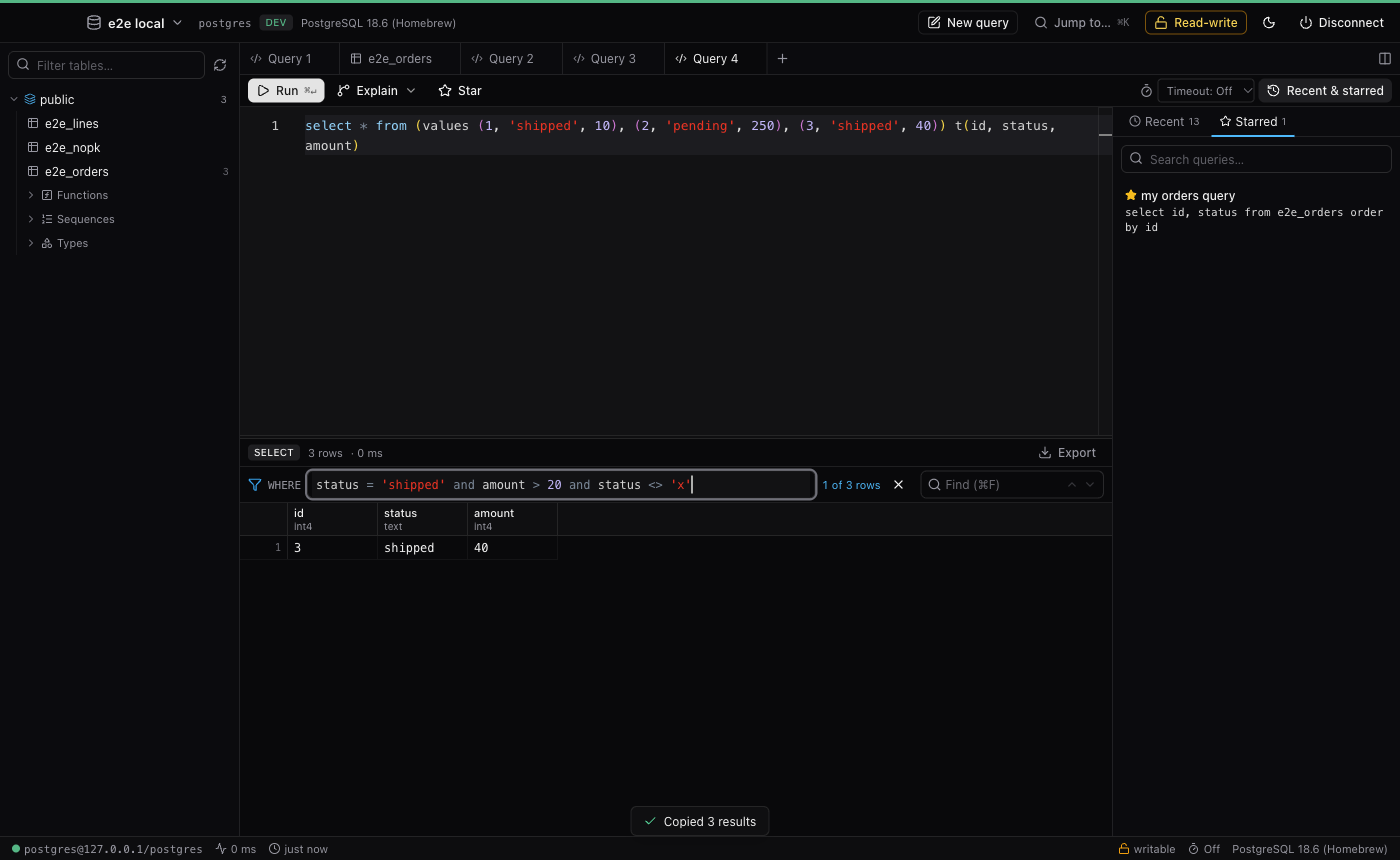 e2e local postgres DEV PostgreSQL 18.6 (Homebrew) New query Jump to... ⌘K Read-write Disconnect
Filter tables...
public 3
e2e_lines
e2e_nopk
e2e_orders 3
Functions
Sequences
Types
Query 1 e2e_orders Query 2 Query 3 Query 4
Run ⌘↵ Explain Star Timeout: Off Recent & starred
1 select * from (values (1, 'shipped', 10), (2, 'pending', 250), (3, 'shipped', 40)) t(id, status,
amount)
SELECT 3 rows · 0 ms Export
WHERE status = 'shipped' and amount > 20 and status <> 'x' 1 of 3 rows Find (⌘F)
id status amount
int4 text int4
1 3 shipped 40
Recent 13 Starred 1
Search queries...
my orders query
select id, status from e2e_orders order
by id
Copied 3 results
postgres@127.0.0.1/postgres 0 ms just now writable Off PostgreSQL 18.6 (Homebrew)